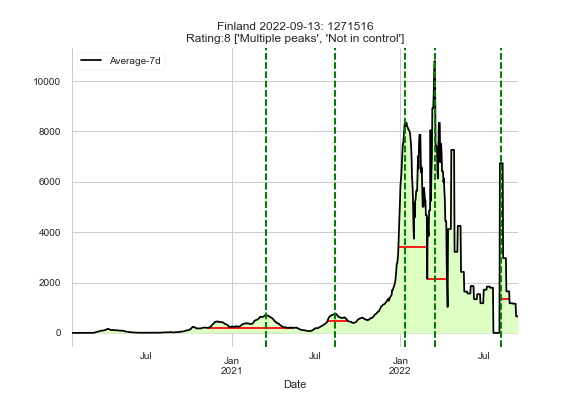 Finland 2022-09-13: 1271516
Rating:8 ['Multiple peaks', 'Not in control']
Average-7d
10000
8000
6000
4000
2000
0
Jul
Jan
2021
Jul
Jan
2022
Jul
Date